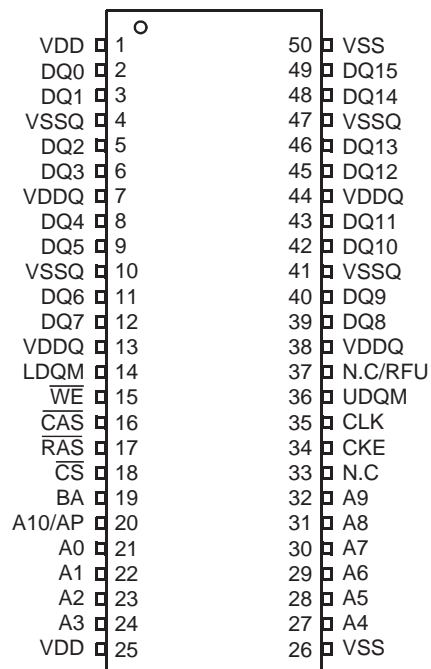 VDD 1 50 VSS
DQ0 2 49 DQ15
DQ1 3 48 DQ14
VSSQ 4 47 VSSQ
DQ2 5 46 DQ13
DQ3 6 45 DQ12
VDDQ 7 44 VDDQ
DQ4 8 43 DQ11
DQ5 9 42 DQ10
VSSQ 10 41 VSSQ
DQ6 11 40 DQ9
DQ7 12 39 DQ8
VDDQ 13 38 VDDQ
LDQM 14 37 N.C/RFU
W̅E̅ 15 36 UDQM
C̅A̅S̅ 16 35 CLK
R̅A̅S̅ 17 34 CKE
C̅S̅ 18 33 N.C
BA 19 32 A9
A10/AP 20 31 A8
A0 21 30 A7
A1 22 29 A6
A2 23 28 A5
A3 24 27 A4
VDD 25 26 VSS